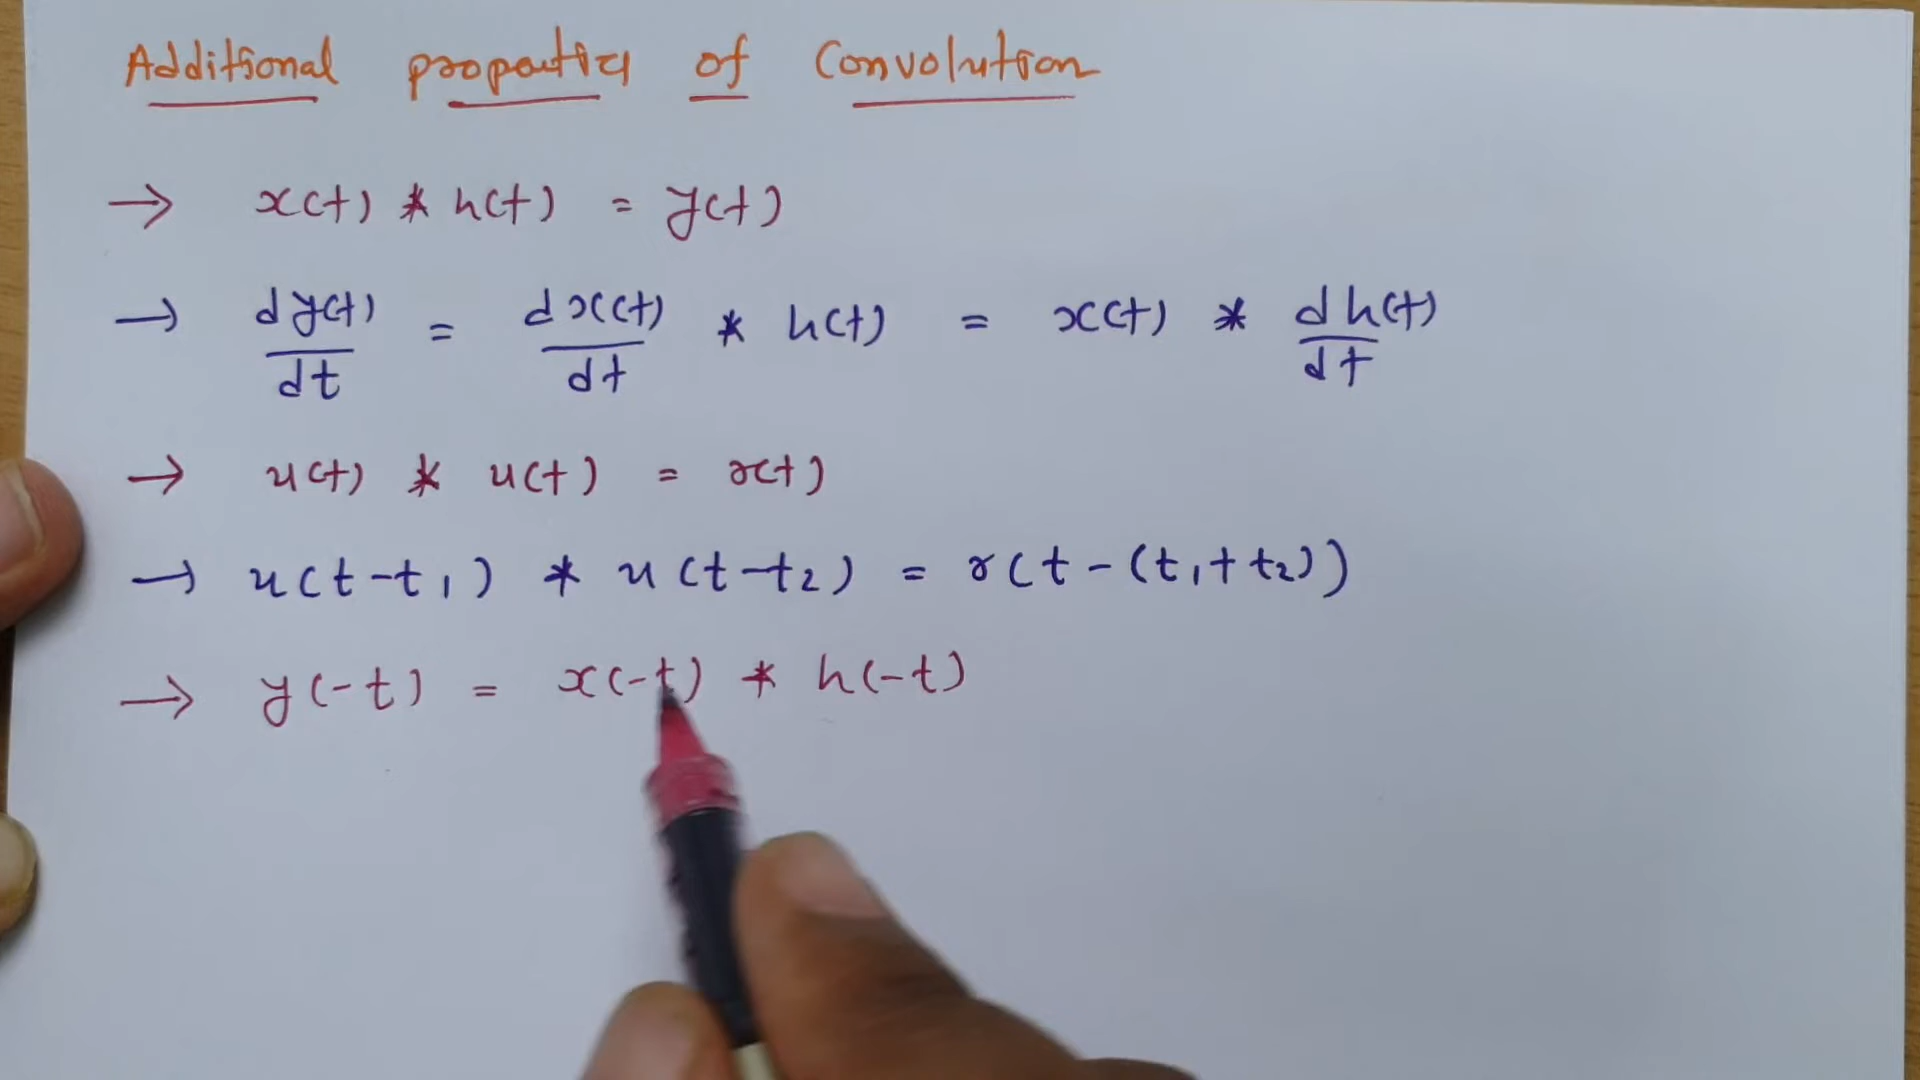 Additional properties of Convolution
→ x(t) * h(t) = y(t)
→ dy(t)/dt = dx(t)/dt * h(t) = x(t) * dh(t)/dt
→ u(t) * u(t) = r(t)
→ u(t-t₁) * u(t-t₂) = r(t-(t₁+t₂))
→ y(-t) = x(-t) * h(-t)